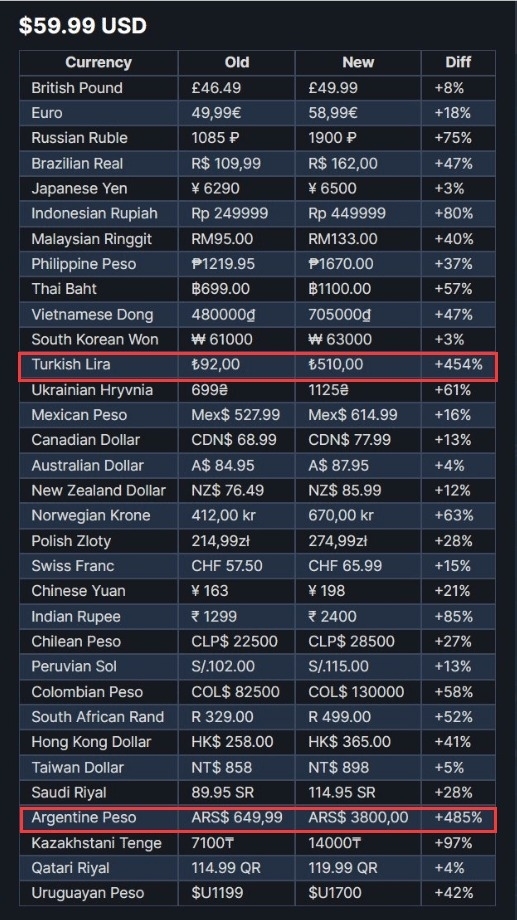 $59.99 USD
Currency Old New Diff
British Pound £46.49 £49.99 +8%
Euro 49,99€ 58,99€ +18%
Russian Ruble 1085 ₽ 1900 ₽ +75%
Brazilian Real R$ 109,99 R$ 162,00 +47%
Japanese Yen ¥ 6290 ¥ 6500 +3%
Indonesian Rupiah Rp 249999 Rp 449999 +80%
Malaysian Ringgit RM95.00 RM133.00 +40%
Philippine Peso ₱1219.95 ₱1670.00 +37%
Thai Baht ฿699.00 ฿1100.00 +57%
Vietnamese Dong 480000₫ 705000₫ +47%
South Korean Won ₩ 61000 ₩ 63000 +3%
Turkish Lira ₺92,00 ₺510,00 +454%
Ukrainian Hryvnia 699₴ 1125₴ +61%
Mexican Peso Mex$ 527.99 Mex$ 614.99 +16%
Canadian Dollar CDN$ 68.99 CDN$ 77.99 +13%
Australian Dollar A$ 84.95 A$ 87.95 +4%
New Zealand Dollar NZ$ 76.49 NZ$ 85.99 +12%
Norwegian Krone 412,00 kr 670,00 kr +63%
Polish Zloty 214,99zł 274,99zł +28%
Swiss Franc CHF 57.50 CHF 65.99 +15%
Chinese Yuan ¥ 163 ¥ 198 +21%
Indian Rupee ₹ 1299 ₹ 2400 +85%
Chilean Peso CLP$ 22500 CLP$ 28500 +27%
Peruvian Sol S/.102.00 S/.115.00 +13%
Colombian Peso COL$ 82500 COL$ 130000 +58%
South African Rand R 329.00 R 499.00 +52%
Hong Kong Dollar HK$ 258.00 HK$ 365.00 +41%
Taiwan Dollar NT$ 858 NT$ 898 +5%
Saudi Riyal 89.95 SR 114.95 SR +28%
Argentine Peso ARS$ 649,99 ARS$ 3800,00 +485%
Kazakhstani Tenge 7100₸ 14000₸ +97%
Qatari Riyal 114.99 QR 119.99 QR +4%
Uruguayan Peso $U1199 $U1700 +42%